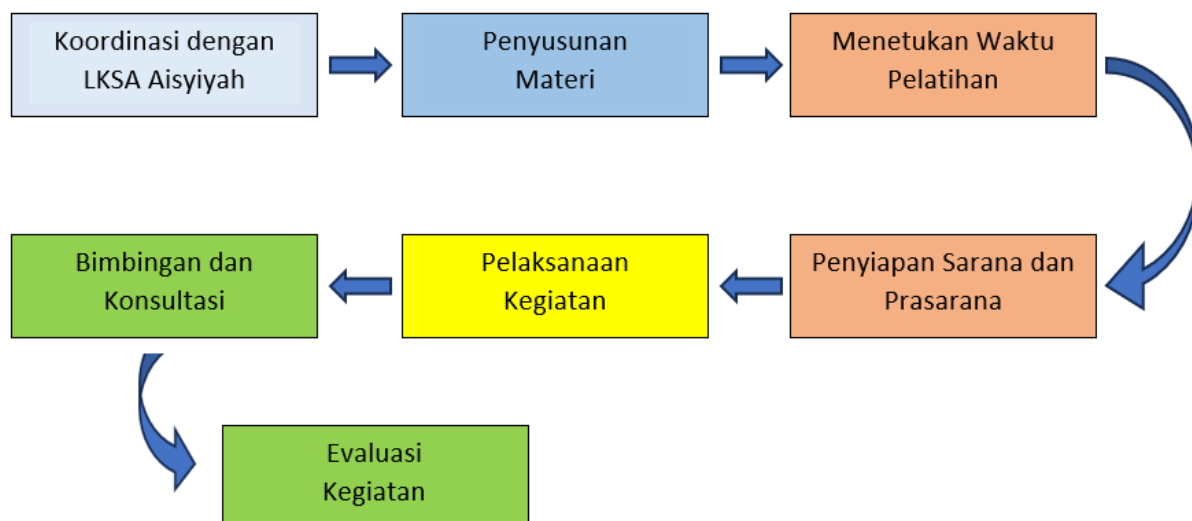 Koordinasi dengan
LKSA Aisyiyah
Penyusunan
Materi
Menetukan Waktu
Pelatihan
Penyiapan Sarana dan
Prasarana
Pelaksanaan
Kegiatan
Bimbingan dan
Konsultasi
Evaluasi
Kegiatan